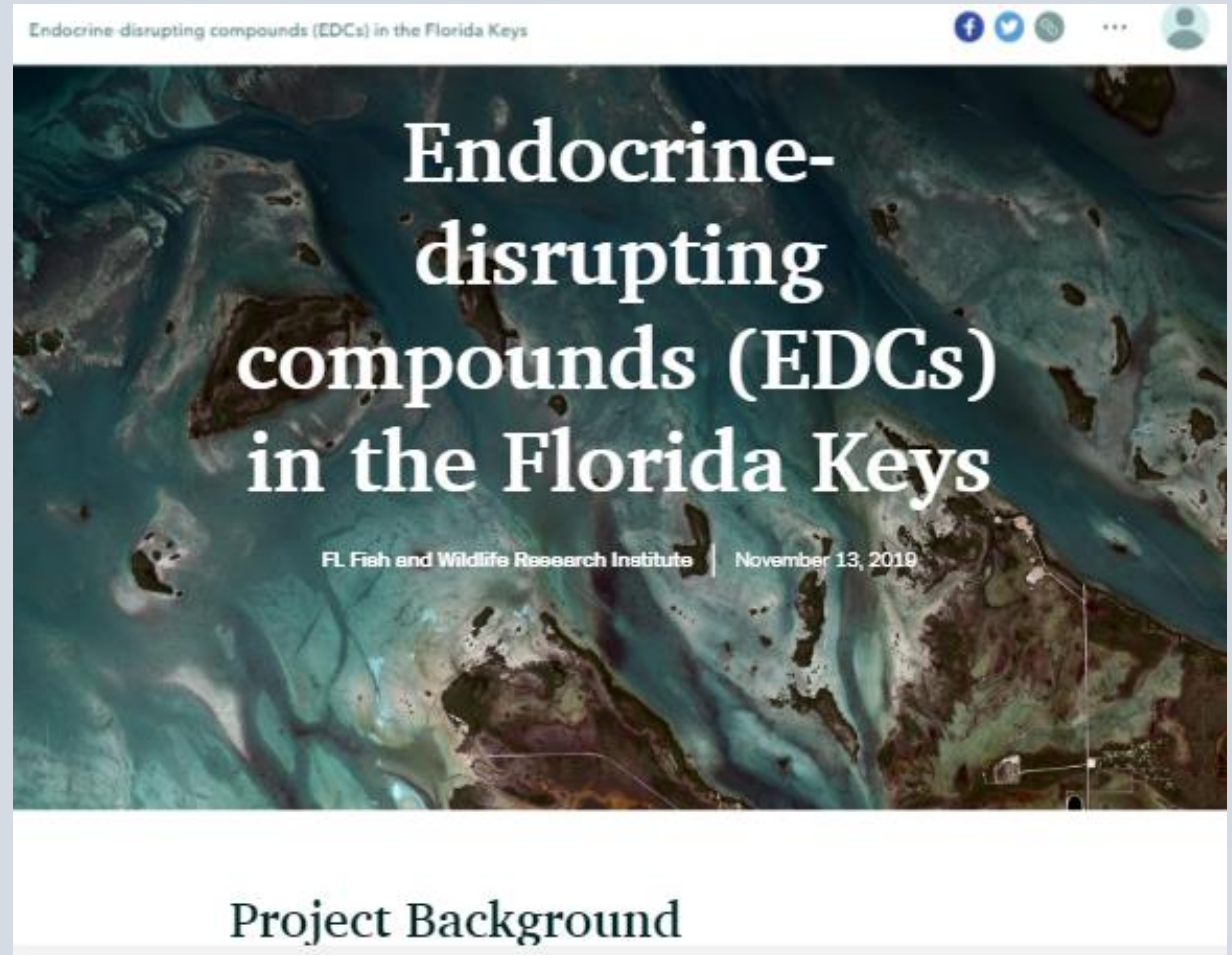 Endocrine-disrupting compounds (EDCs) in the Florida Keys
Endocrine-
disrupting
compounds (EDCs)
in the Florida Keys
FL Fish and Wildlife Research Institute | November 13, 2019
Project Background